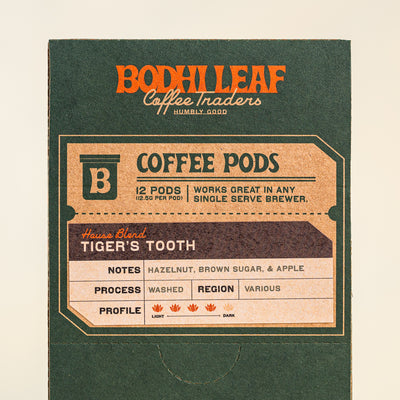 BODHI LEAF
Coffee Traders
HUMBLY GOOD
B
COFFEE PODS
12 PODS
(12.5G PER POD)
WORKS GREAT IN ANY
SINGLE SERVE BREWER.
House Blend
TIGER'S TOOTH
NOTES HAZELNUT, BROWN SUGAR, & APPLE
PROCESS WASHED REGION VARIOUS
PROFILE
LIGHT DARK